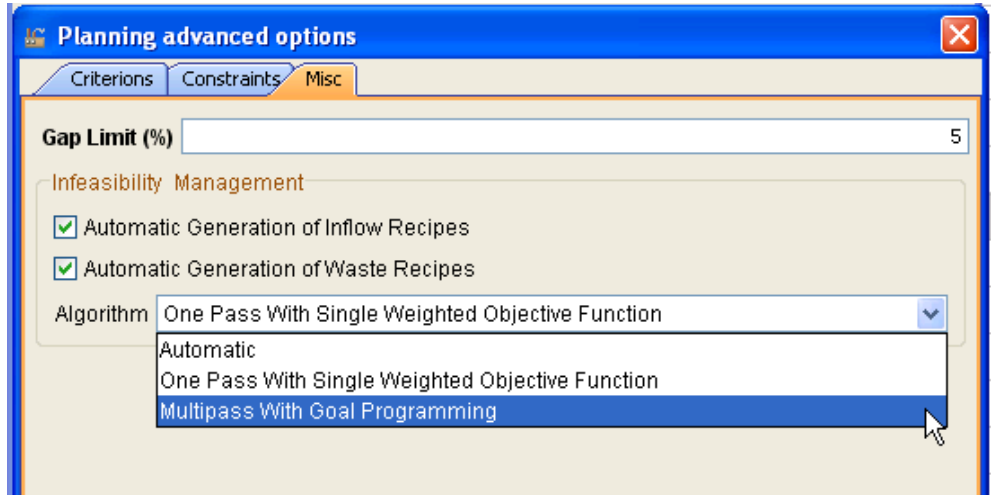 Planning advanced options
Criterions Constraints Misc
Gap Limit (%) 5
Infeasibility Management
Automatic Generation of Inflow Recipes
Automatic Generation of Waste Recipes
Algorithm One Pass With Single Weighted Objective Function
Automatic
One Pass With Single Weighted Objective Function
Multipass With Goal Programming